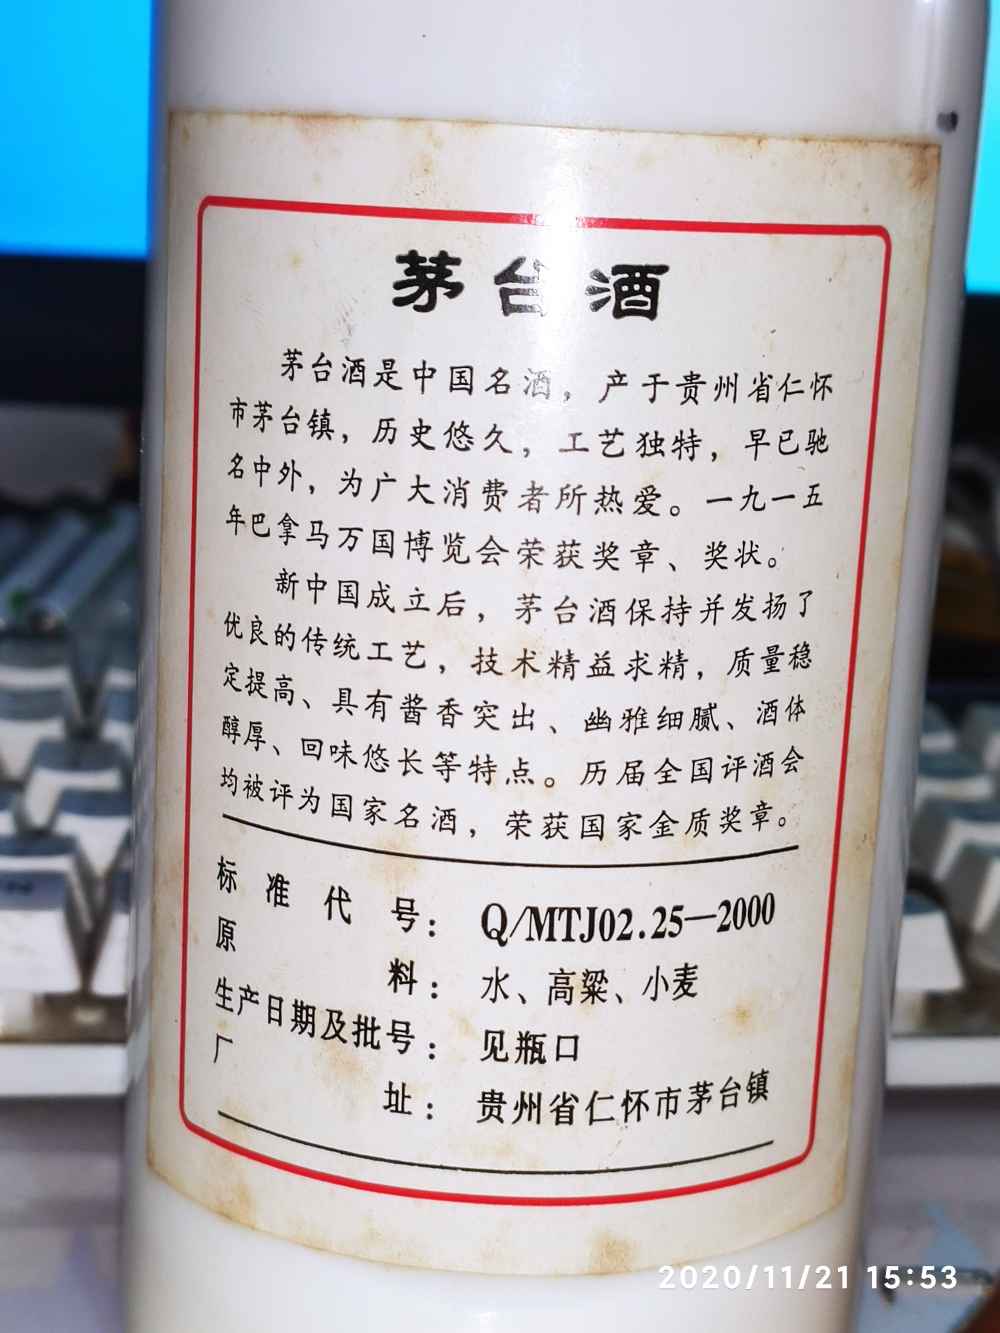 茅台酒
茅台酒是中国名酒，产于贵州省仁怀
市茅台镇，历史悠久，工艺独特，早已驰
名中外，为广大消费者所热爱。一九一五
年巴拿马万国博览会荣获奖章、奖状。
新中国成立后，茅台酒保持并发扬了
优良的传统工艺，技术精益求精，质量稳
定提高、具有酱香突出、幽雅细腻、酒体
醇厚、回味悠长等特点。历届全国评酒会
均被评为国家名酒，荣获国家金质奖章。
标准代号：Q/MTJ02.25—2000
原料：水、高粱、小麦
生产日期及批号：见瓶口
厂址：贵州省仁怀市茅台镇
2020/11/21 15:53